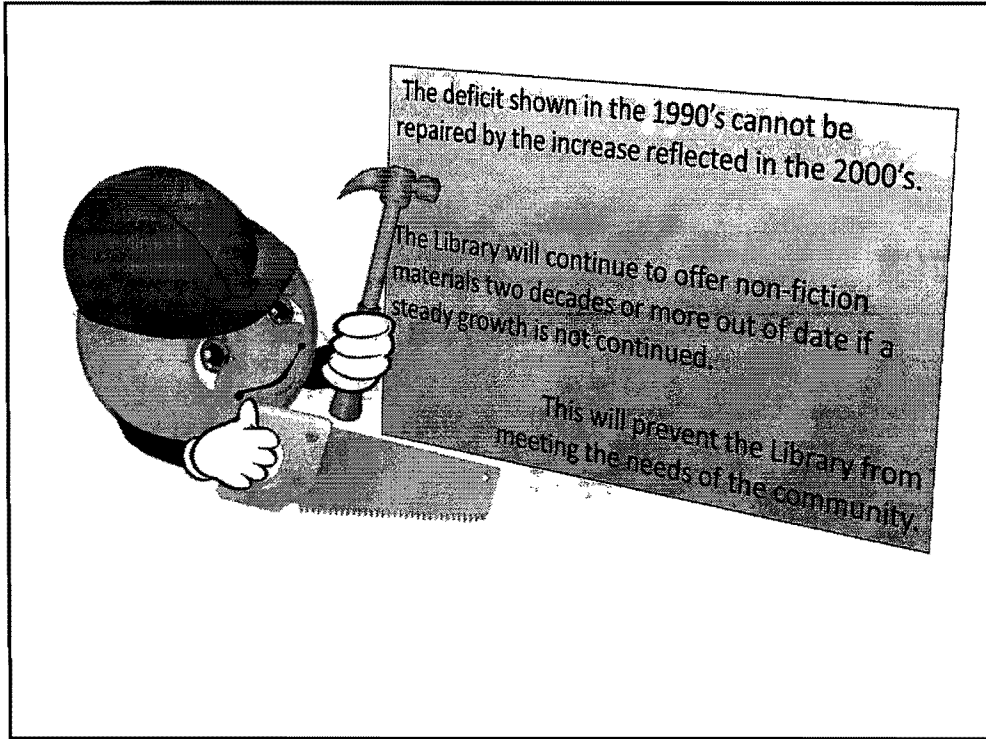 The deficit shown in the 1990's cannot be
repaired by the increase reflected in the 2000's.
The Library will continue to offer non-fiction
materials two decades or more out of date if a
steady growth is not continued.
This will prevent the Library from
meeting the needs of the community.